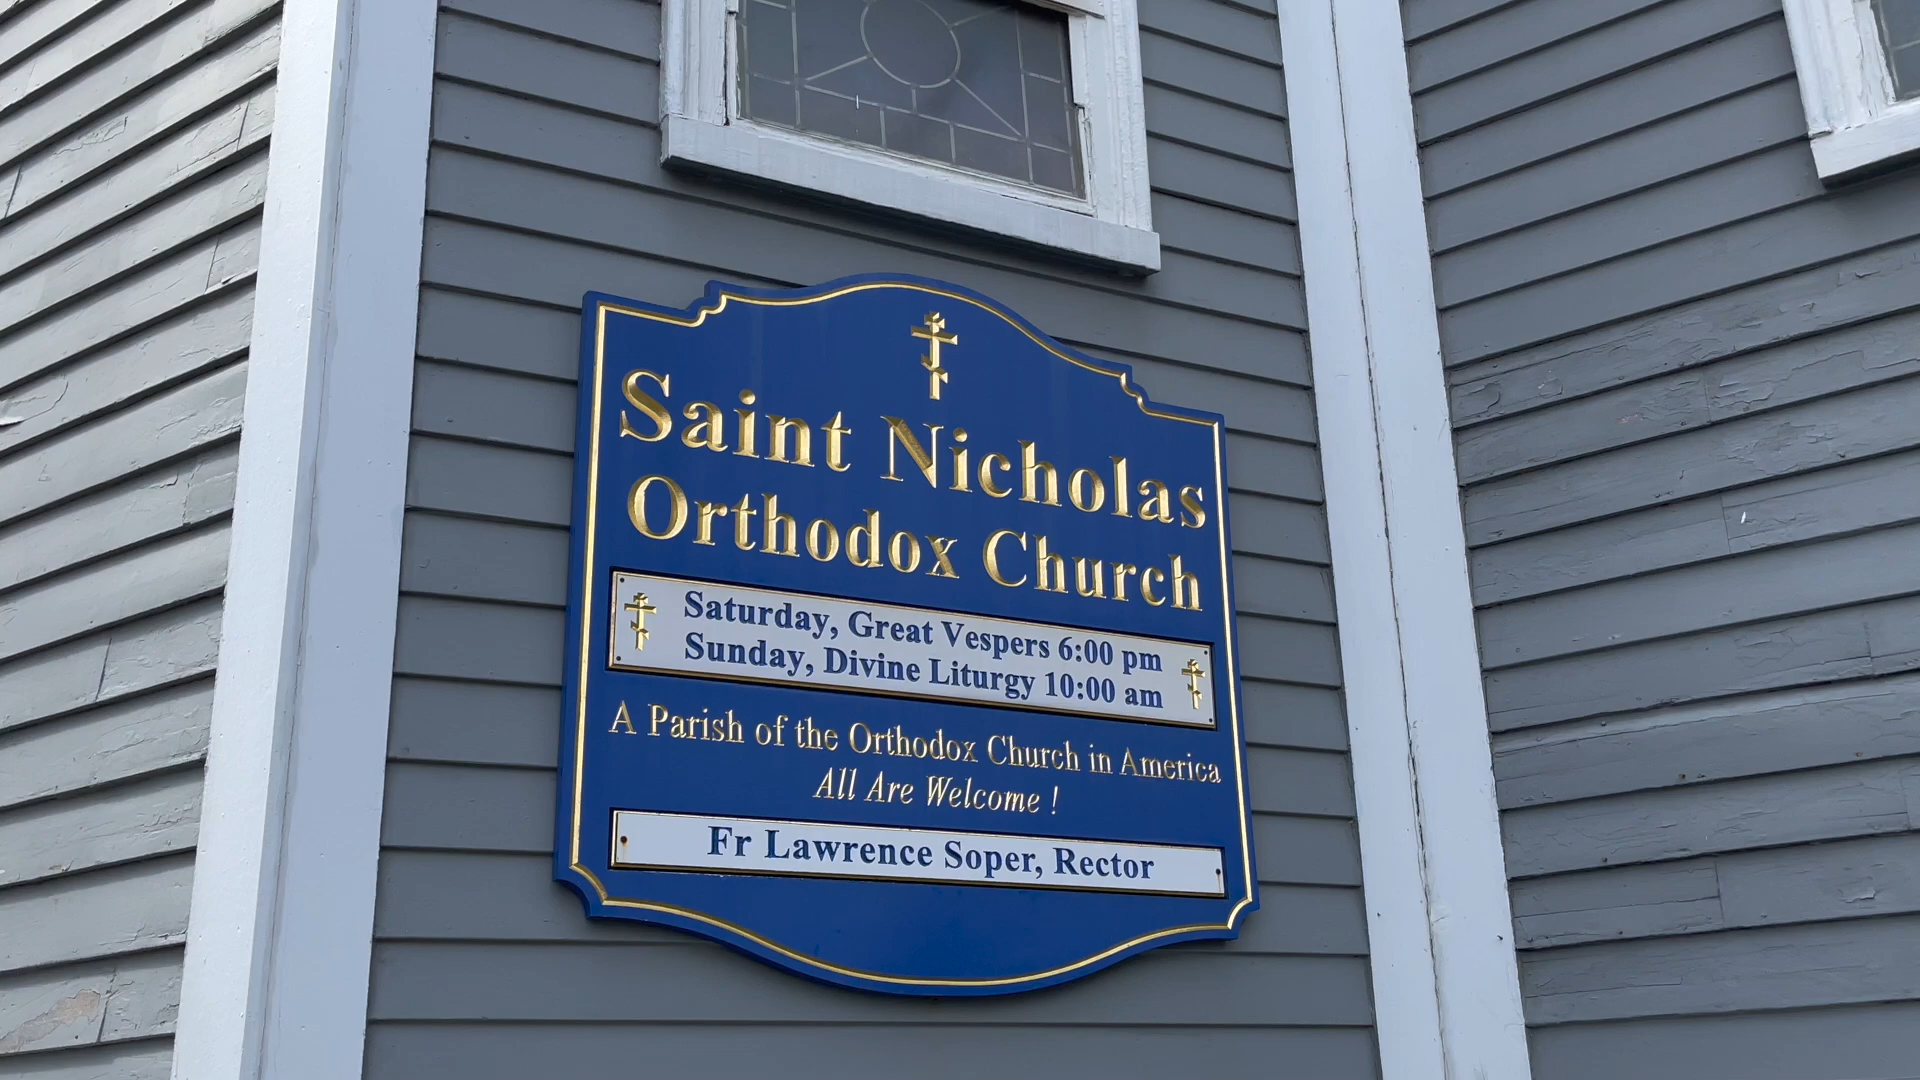 Saint Nicholas
Orthodox Church
Saturday, Great Vespers 6:00 pm
Sunday, Divine Liturgy 10:00 am
A Parish of the Orthodox Church in America
All Are Welcome !
Fr Lawrence Soper, Rector